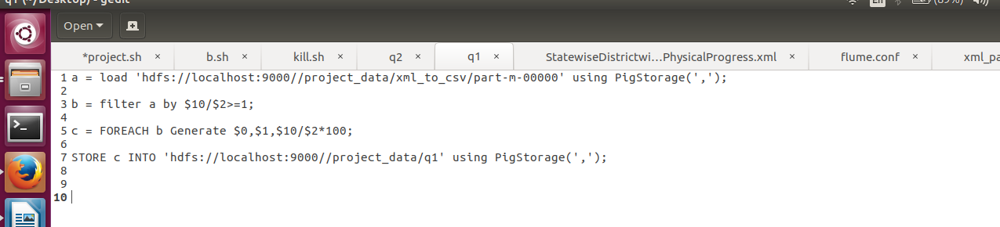 q1 (~/Desktop) - gedit
En
(89%)
Open
*project.sh × b.sh × kill.sh × q2 × q1 × StatewiseDistrictwi...PhysicalProgress.xml × flume.conf × xml_pa
1 a = load 'hdfs://localhost:9000//project_data/xml_to_csv/part-m-00000' using PigStorage(',');
2
3 b = filter a by $10/$2>=1;
4
5 c = FOREACH b Generate $0,$1,$10/$2*100;
6
7 STORE c INTO 'hdfs://localhost:9000//project_data/q1' using PigStorage(',');
8
9
10